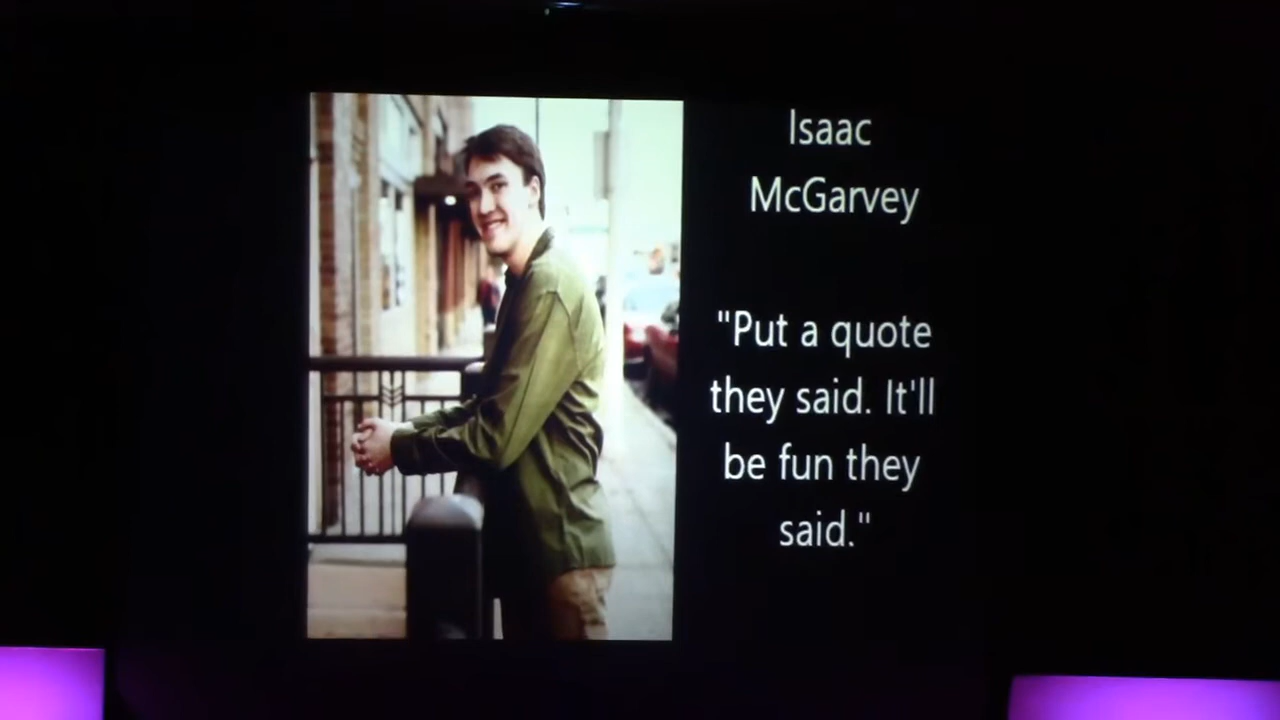 Isaac
McGarvey
"Put a quote
they said. It'll
be fun they
said."